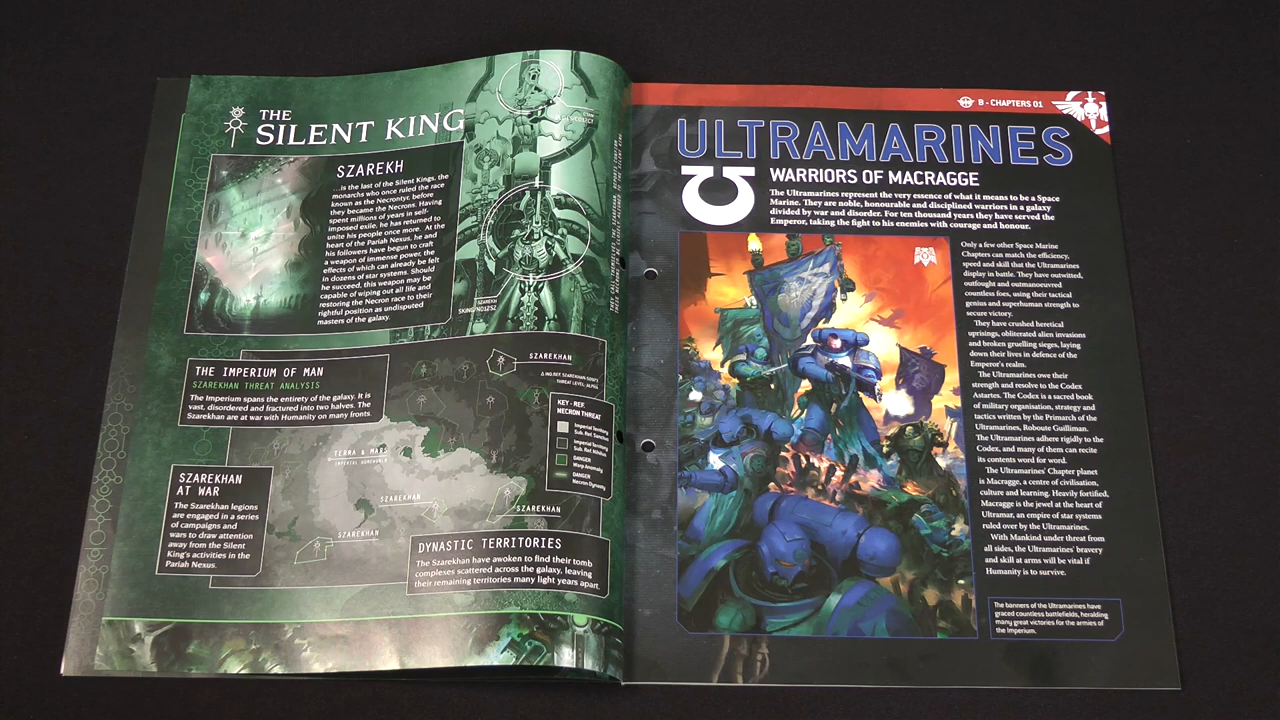 THE
SILENT KING
SZAREKH
...is the last of the Silent Kings, the
monarchs who once ruled the race
known as the Necrontyr, before
they became the Necrons. Having
spent millions of years in self-
imposed exile, he has returned to
unite his people once more. At the
heart of the Pariah Nexus, he and
his followers have begun to craft
a weapon of immense power, the
effects of which can already be felt
in dozens of star systems. Should
he succeed, this weapon may be
capable of wiping out all life and
restoring the Necron race to their
rightful position as undisputed
masters of the galaxy.
SZAREKH
THE IMPERIUM OF MAN
SZAREKHAN THREAT ANALYSIS
The Imperium spans the entirety of the galaxy. It is
vast, disordered and fractured into two halves. The
Szarekhan are at war with Humanity on many fronts.
SZAREKHAN
THREAT LEVEL: ALPHA
KEY - REF.
NECRON THREAT
Imperial Territory
Sub. Ref. Sanctus
Imperial Territory
Sub. Ref. Nihilus
DANGER
Warp Anomaly
DANGER
Necron Dynasty
TERRA & MARS
IMPERIAL HOMEWORLD
SZAREKHAN
SZAREKHAN
SZAREKHAN
SZAREKHAN
AT WAR
The Szarekhan legions
are engaged in a series
of campaigns and
wars to draw attention
away from the Silent
King's activities in the
Pariah Nexus.
DYNASTIC TERRITORIES
The Szarekhan have awoken to find their tomb
complexes scattered across the galaxy, leaving
their remaining territories many light years apart.
B - CHAPTERS 01
ULTRAMARINES
WARRIORS OF MACRAGGE
The Ultramarines represent the very essence of what it means to be a Space
Marine. They are noble, honourable and disciplined warriors in a galaxy
divided by war and disorder. For ten thousand years they have served the
Emperor, taking the fight to his enemies with courage and honour.
Only a few other Space Marine
Chapters can match the efficiency,
speed and skill that the Ultramarines
display in battle. They have outwitted,
outfought and outmanoeuvred
countless foes, using their tactical
genius and superhuman strength to
secure victory.
They have crushed heretical
uprisings, obliterated alien invasions
and broken gruelling sieges, laying
down their lives in defence of the
Emperor's realm.
The Ultramarines owe their
strength and resolve to the Codex
Astartes. The Codex is a sacred book
of military organisation, strategy and
tactics written by the Primarch of the
Ultramarines, Roboute Guilliman.
The Ultramarines adhere rigidly to the
Codex, and many of them can recite
its contents word for word.
The Ultramarines' Chapter planet
is Macragge, a centre of civilisation,
culture and learning. Heavily fortified,
Macragge is the jewel at the heart of
Ultramar, an empire of star systems
ruled over by the Ultramarines.
With Mankind under threat from
all sides, the Ultramarines' bravery
and skill at arms will be vital if
Humanity is to survive.
The banners of the Ultramarines have
graced countless battlefields, heralding
many great victories for the armies of
the Imperium.